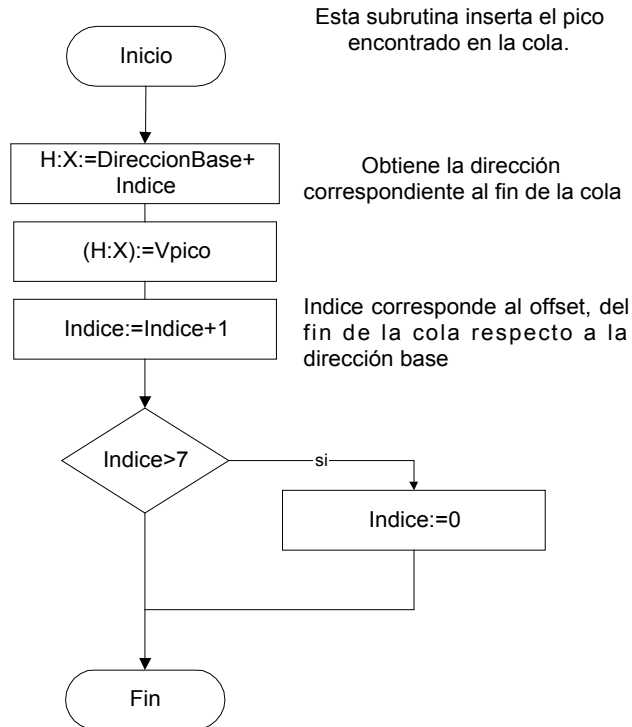 Esta subrutina inserta el pico
encontrado en la cola.
Inicio
H:X:=DireccionBase+
Indice
Obtiene la dirección
correspondiente al fin de la cola
(H:X):=Vpico
Indice:=Indice+1
Indice corresponde al offset, del
fin de la cola respecto a la
dirección base
Indice>7
si
Indice:=0
Fin